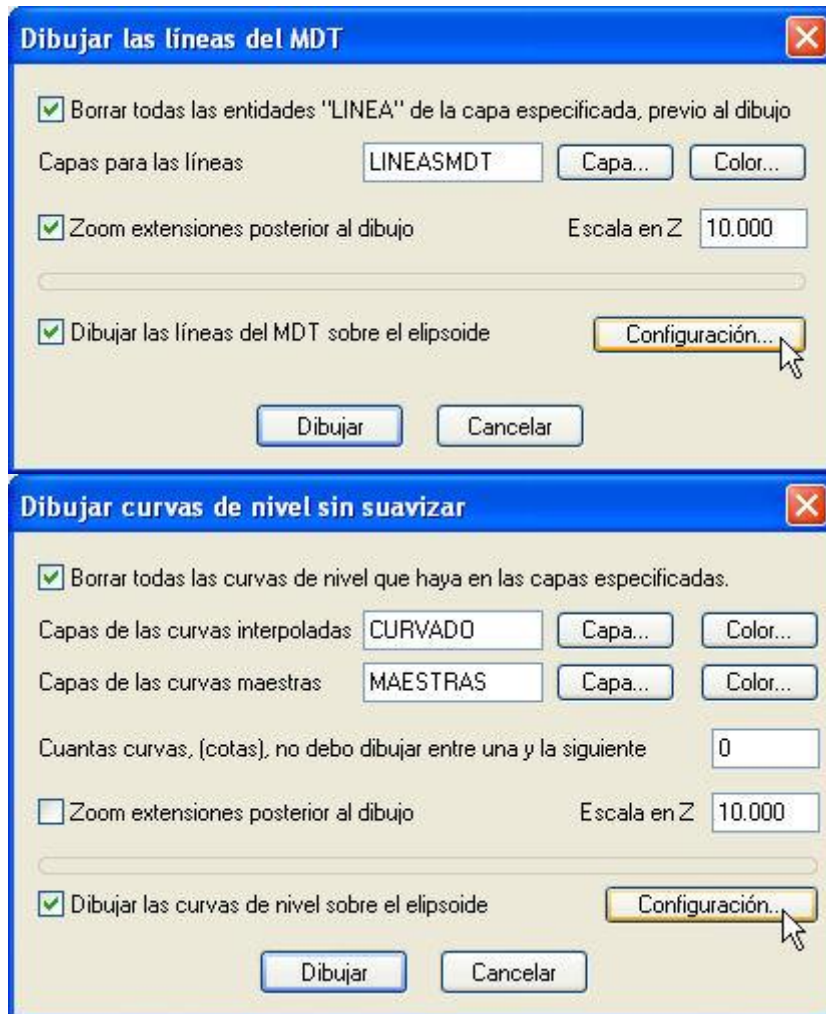 Dibujar las líneas del MDT
Borrar todas las entidades "LINEA" de la capa especificada, previo al dibujo
Capas para las líneas LINEASMDT Capa... Color...
Zoom extensiones posterior al dibujo Escala en Z 10.000
Dibujar las líneas del MDT sobre el elipsoide Configuración...
Dibujar Cancelar
Dibujar curvas de nivel sin suavizar
Borrar todas las curvas de nivel que haya en las capas especificadas.
Capas de las curvas interpoladas CURVADO Capa... Color...
Capas de las curvas maestras MAESTRAS Capa... Color...
Cuantas curvas, (cotas), no debo dibujar entre una y la siguiente 0
Zoom extensiones posterior al dibujo Escala en Z 10.000
Dibujar las curvas de nivel sobre el elipsoide Configuración...
Dibujar Cancelar